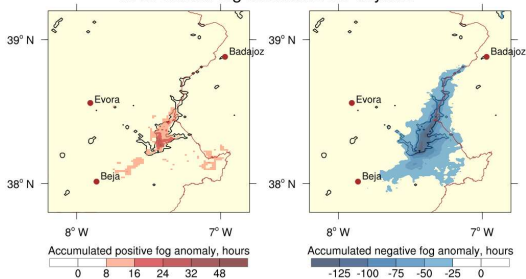 39° N
Badajoz
Evora
Beja
38° N
8° W
7° W
Accumulated positive fog anomaly, hours
0 8 16 24 32 48
39° N
Badajoz
Evora
Beja
38° N
8° W
7° W
Accumulated negative fog anomaly, hours
-125 -100 -75 -50 -25 0